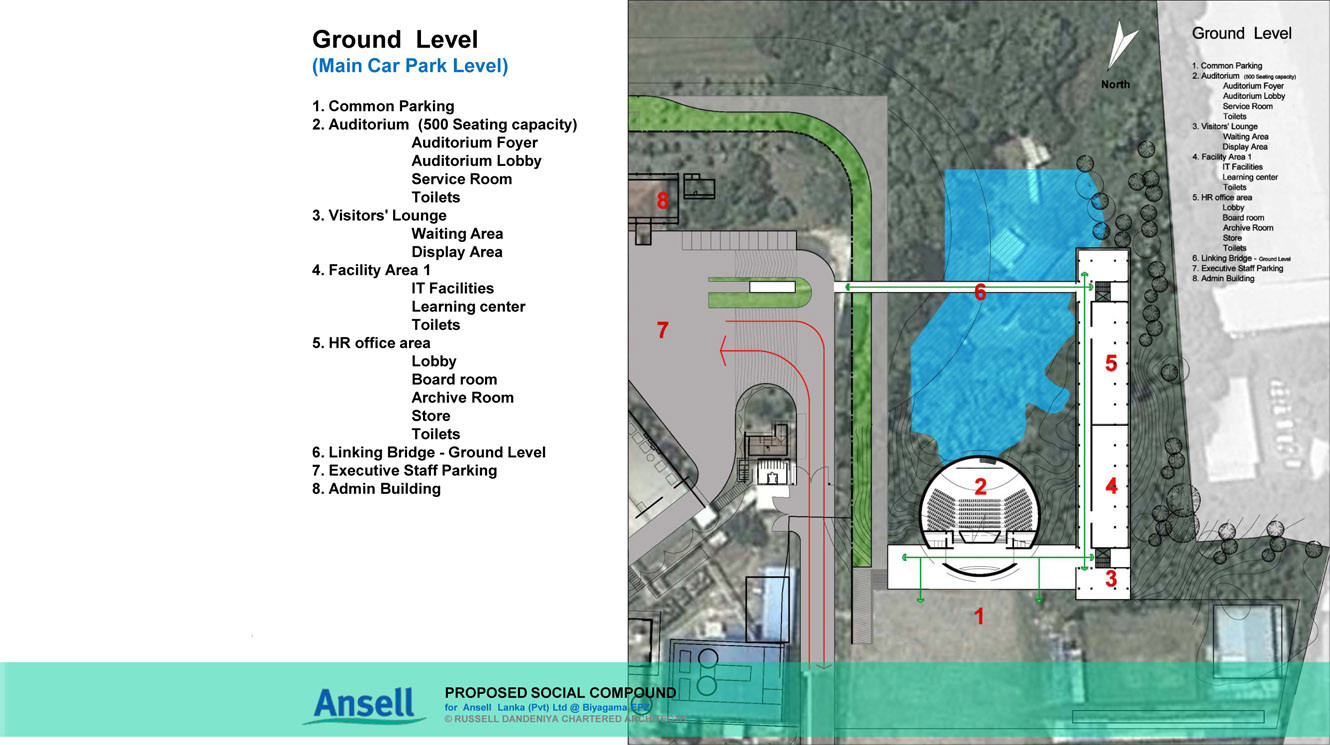 Ground Level
(Main Car Park Level)
1. Common Parking
2. Auditorium (500 Seating capacity)
Auditorium Foyer
Auditorium Lobby
Service Room
Toilets
3. Visitors' Lounge
Waiting Area
Display Area
4. Facility Area 1
IT Facilities
Learning center
Toilets
5. HR office area
Lobby
Board room
Archive Room
Store
Toilets
6. Linking Bridge - Ground Level
7. Executive Staff Parking
8. Admin Building
North
Ground Level
1. Common Parking
2. Auditorium (500 Seating capacity)
Auditorium Foyer
Auditorium Lobby
Service Room
Toilets
3. Visitors' Lounge
Waiting Area
Display Area
4. Facility Area 1
IT Facilities
Learning center
Toilets
5. HR office area
Lobby
Board room
Archive Room
Store
Toilets
6. Linking Bridge - Ground Level
7. Executive Staff Parking
8. Admin Building
8
6
7
5
2
4
3
1
Ansell
PROPOSED SOCIAL COMPOUND
for Ansell Lanka (Pvt) Ltd @ Biyagama EPZ
© RUSSELL DANDENIYA CHARTERED ARCHITECTS